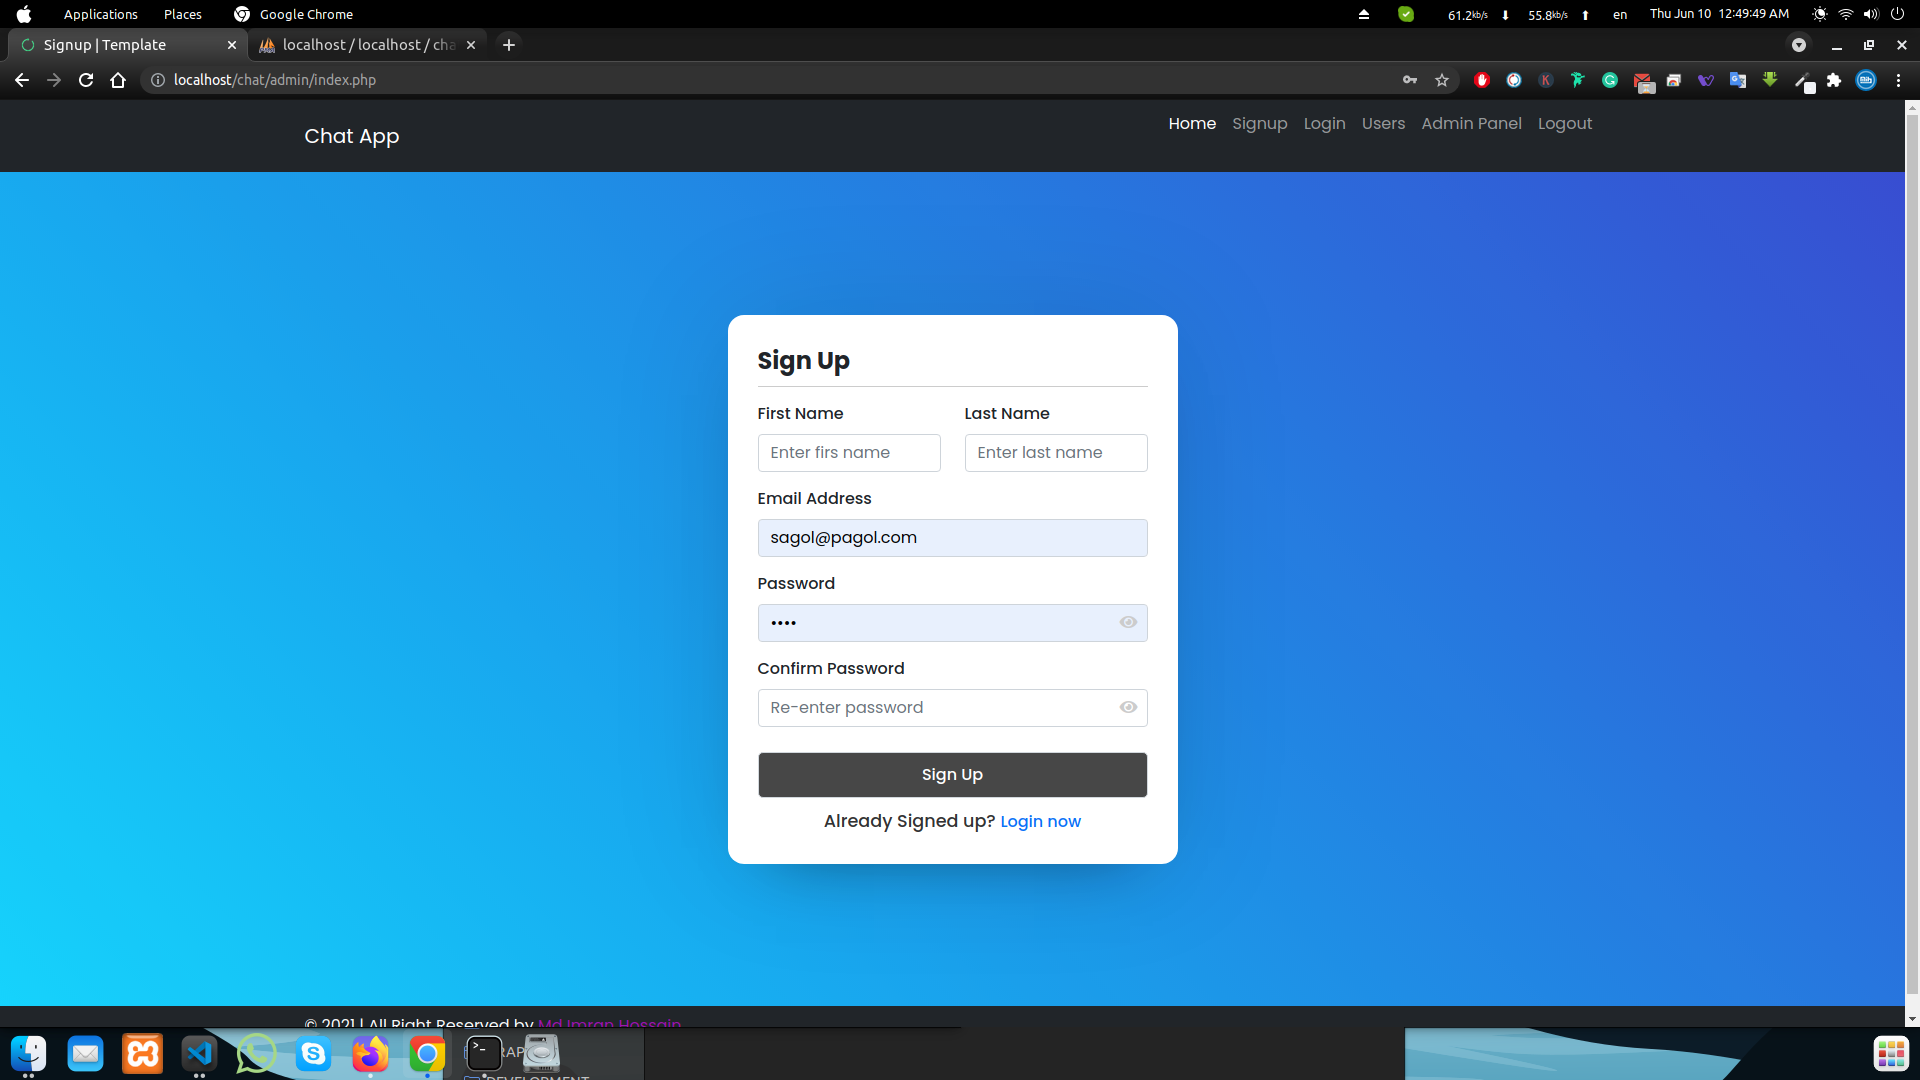 Applications Places Google Chrome 61.2kb/s 55.8kb/s en Thu Jun 10 12:49:49 AM
Signup | Template localhost / localhost / cha
localhost/chat/admin/index.php
Chat App Home Signup Login Users Admin Panel Logout
Sign Up
First Name Last Name
Enter firs name Enter last name
Email Address
sagol@pagol.com
Password
••••
Confirm Password
Re-enter password
Sign Up
Already Signed up? Login now
© 2021 | All Right Reserved by Md Imran Hossain
DEVELOPMENT